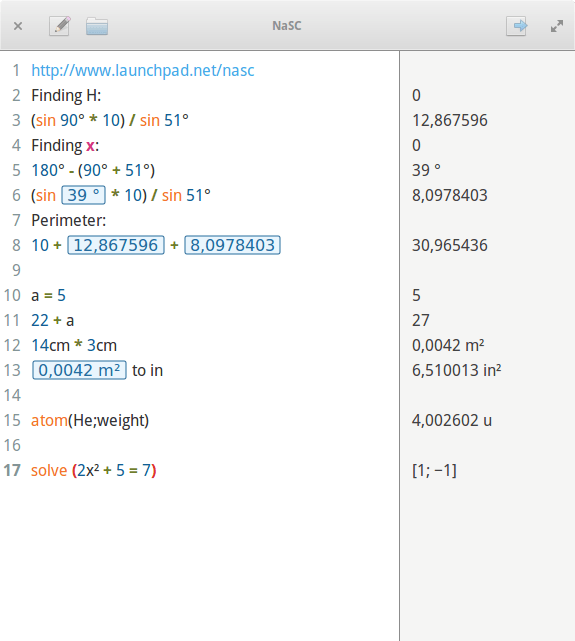 NaSC
1 http://www.launchpad.net/nasc
2 Finding H: 0
3 (sin 90° * 10) / sin 51° 12,867596
4 Finding x: 0
5 180° - (90° + 51°) 39 °
6 (sin 39 ° * 10) / sin 51° 8,0978403
7 Perimeter:
8 10 + 12,867596 + 8,0978403 30,965436
9
10 a = 5 5
11 22 + a 27
12 14cm * 3cm 0,0042 m²
13 0,0042 m² to in 6,510013 in²
14
15 atom(He;weight) 4,002602 u
16
17 solve (2x² + 5 = 7) [1; −1]